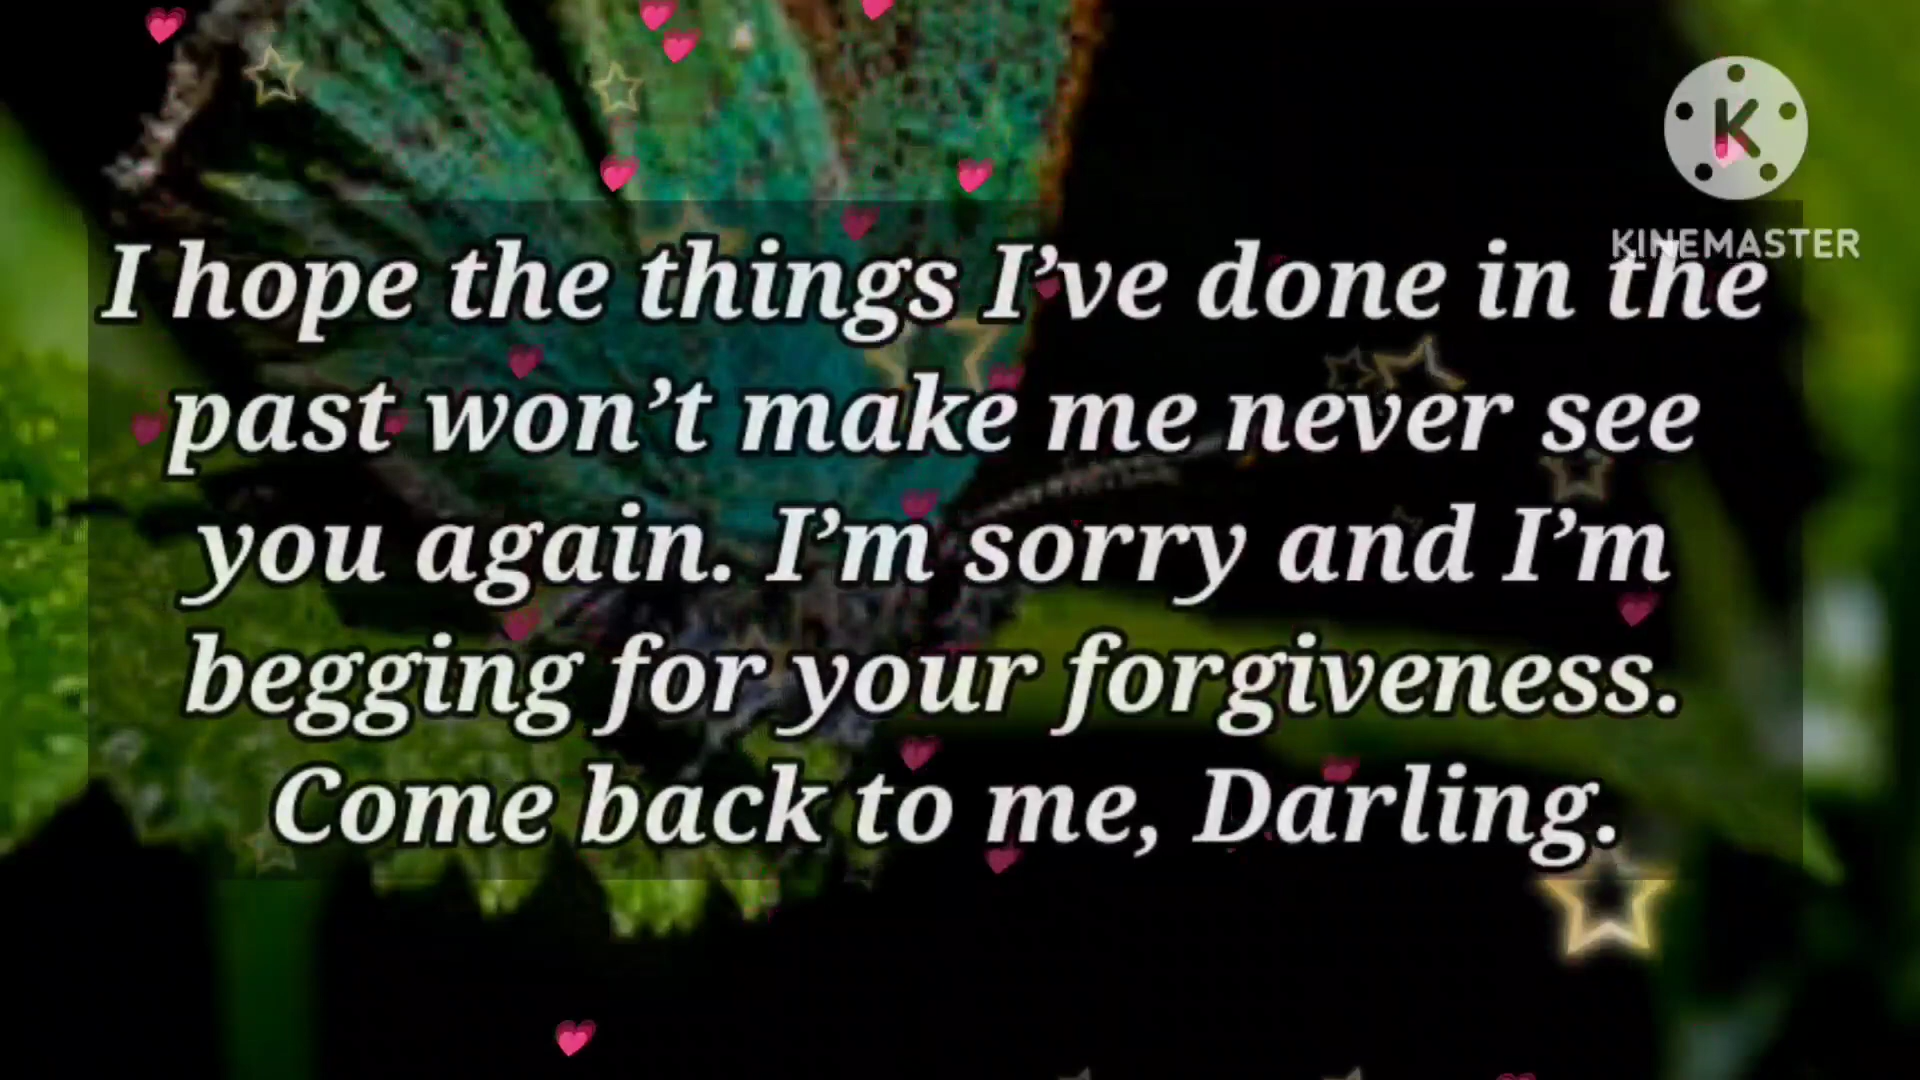 K
KINEMASTER
I hope the things I’ve done in the
past won’t make me never see
you again. I’m sorry and I’m
begging for your forgiveness.
Come back to me, Darling.